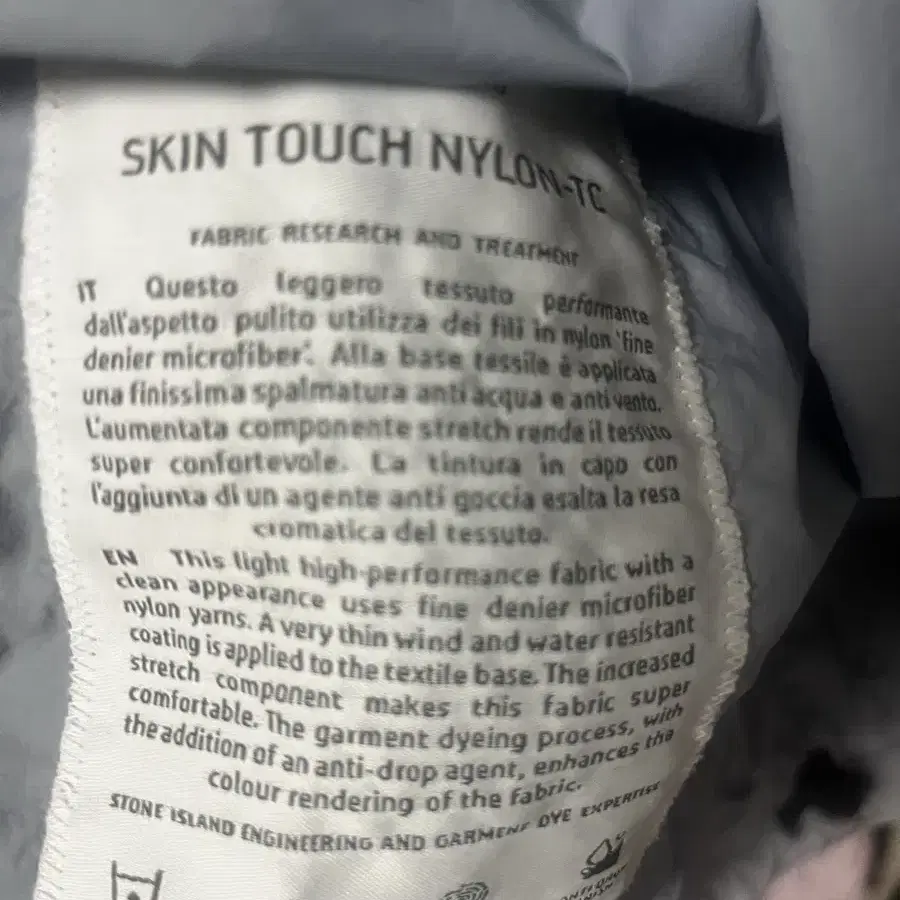 SKIN TOUCH NYLON-TC
FABRIC RESEARCH AND TREATMENT
IT Questo leggero tessuto performante
dall'aspetto pulito utilizza dei fili in nylon 'fine
denier microfiber'. Alla base tessile è applicata
una finissima spalmatura anti acqua e anti vento.
L'aumentata componente stretch rende il tessuto
super confortevole. La tintura in capo con
l'aggiunta di un agente anti goccia esalta la resa
cromatica del tessuto.
EN This light high-performance fabric with a
clean appearance uses fine denier microfiber
nylon yarns. A very thin wind and water resistant
coating is applied to the textile base. The increased
stretch component makes this fabric super
comfortable. The garment dyeing process, with
the addition of an anti-drop agent, enhances the
colour rendering of the fabric.
STONE ISLAND ENGINEERING AND GARMENT DYE EXPERTISE
ANTI DROP